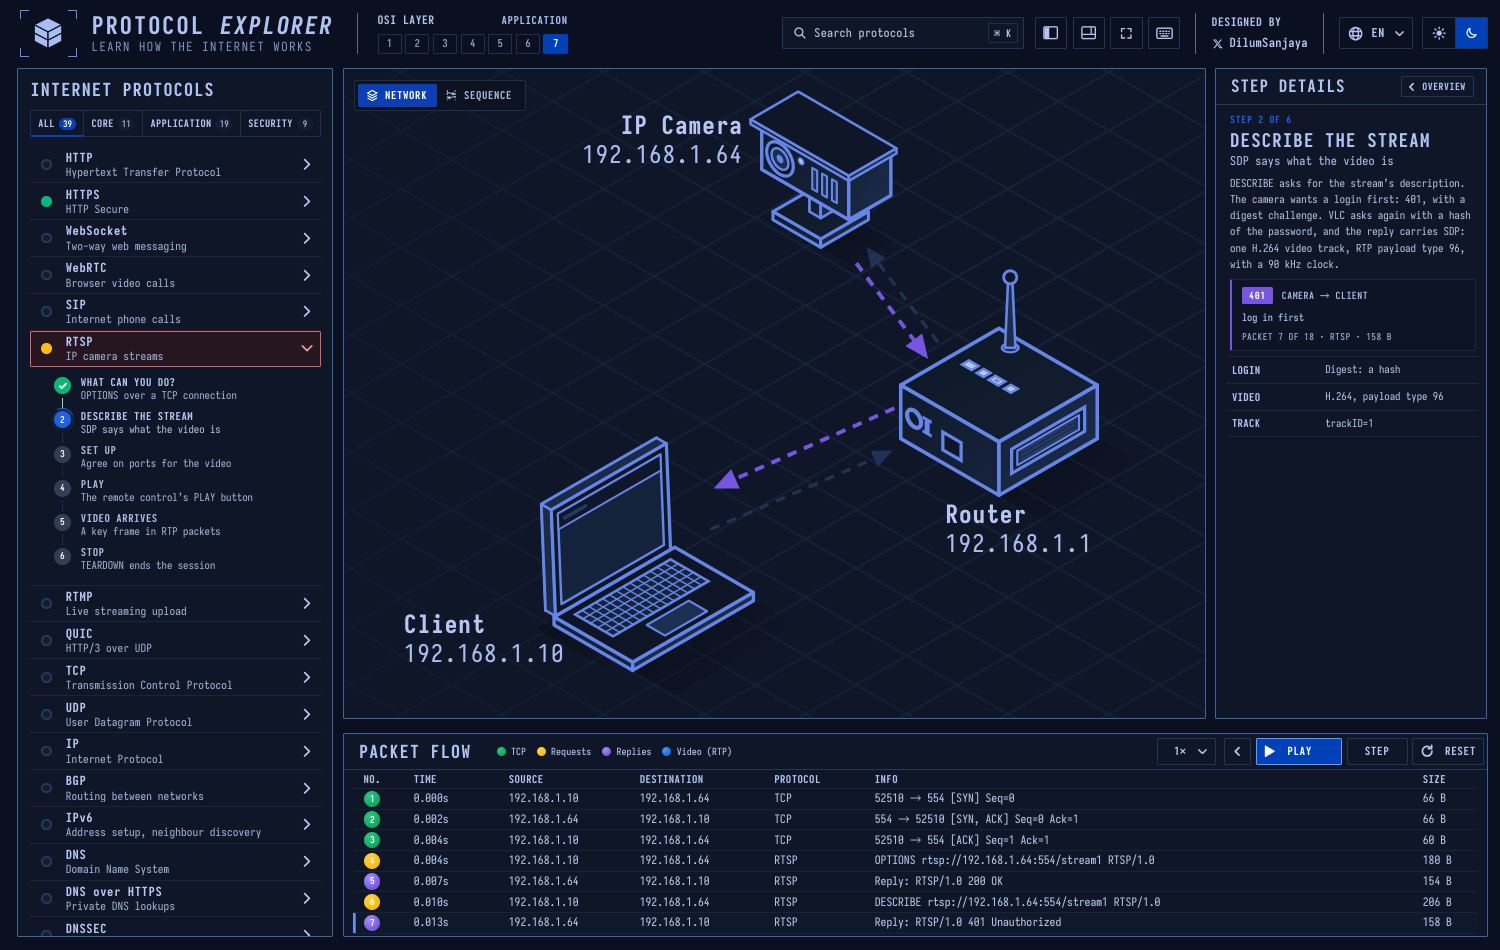 PROTOCOL EXPLORER
LEARN HOW THE INTERNET WORKS
OSI LAYER APPLICATION
1 2 3 4 5 6 7
Search protocols ⌘ K
DESIGNED BY
DilumSanjaya
EN
INTERNET PROTOCOLS
ALL 39 CORE 11 APPLICATION 19 SECURITY 9
HTTP
Hypertext Transfer Protocol
HTTPS
HTTP Secure
WebSocket
Two-way web messaging
WebRTC
Browser video calls
SIP
Internet phone calls
RTSP
IP camera streams
WHAT CAN YOU DO?
OPTIONS over a TCP connection
2 DESCRIBE THE STREAM
SDP says what the video is
3 SET UP
Agree on ports for the video
4 PLAY
The remote control's PLAY button
5 VIDEO ARRIVES
A key frame in RTP packets
6 STOP
TEARDOWN ends the session
RTMP
Live streaming upload
QUIC
HTTP/3 over UDP
TCP
Transmission Control Protocol
UDP
User Datagram Protocol
IP
Internet Protocol
BGP
Routing between networks
IPv6
Address setup, neighbour discovery
DNS
Domain Name System
DNS over HTTPS
Private DNS lookups
DNSSEC
NETWORK SEQUENCE
IP Camera
192.168.1.64
Router
192.168.1.1
Client
192.168.1.10
STEP DETAILS OVERVIEW
STEP 2 OF 6
DESCRIBE THE STREAM
SDP says what the video is
DESCRIBE asks for the stream's description.
The camera wants a login first: 401, with a
digest challenge. VLC asks again with a hash
of the password, and the reply carries SDP:
one H.264 video track, RTP payload type 96,
with a 90 kHz clock.
401 CAMERA → CLIENT
log in first
PACKET 7 OF 18 · RTSP · 158 B
LOGIN Digest: a hash
VIDEO H.264, payload type 96
TRACK trackID=1
PACKET FLOW TCP Requests Replies Video (RTP) 1× PLAY STEP RESET
NO. TIME SOURCE DESTINATION PROTOCOL INFO SIZE
1 0.000s 192.168.1.10 192.168.1.64 TCP 52510 → 554 [SYN] Seq=0 66 B
2 0.002s 192.168.1.64 192.168.1.10 TCP 554 → 52510 [SYN, ACK] Seq=0 Ack=1 66 B
3 0.004s 192.168.1.10 192.168.1.64 TCP 52510 → 554 [ACK] Seq=1 Ack=1 60 B
4 0.004s 192.168.1.10 192.168.1.64 RTSP OPTIONS rtsp://192.168.1.64:554/stream1 RTSP/1.0 180 B
5 0.007s 192.168.1.64 192.168.1.10 RTSP Reply: RTSP/1.0 200 OK 154 B
6 0.010s 192.168.1.10 192.168.1.64 RTSP DESCRIBE rtsp://192.168.1.64:554/stream1 RTSP/1.0 206 B
7 0.013s 192.168.1.64 192.168.1.10 RTSP Reply: RTSP/1.0 401 Unauthorized 158 B